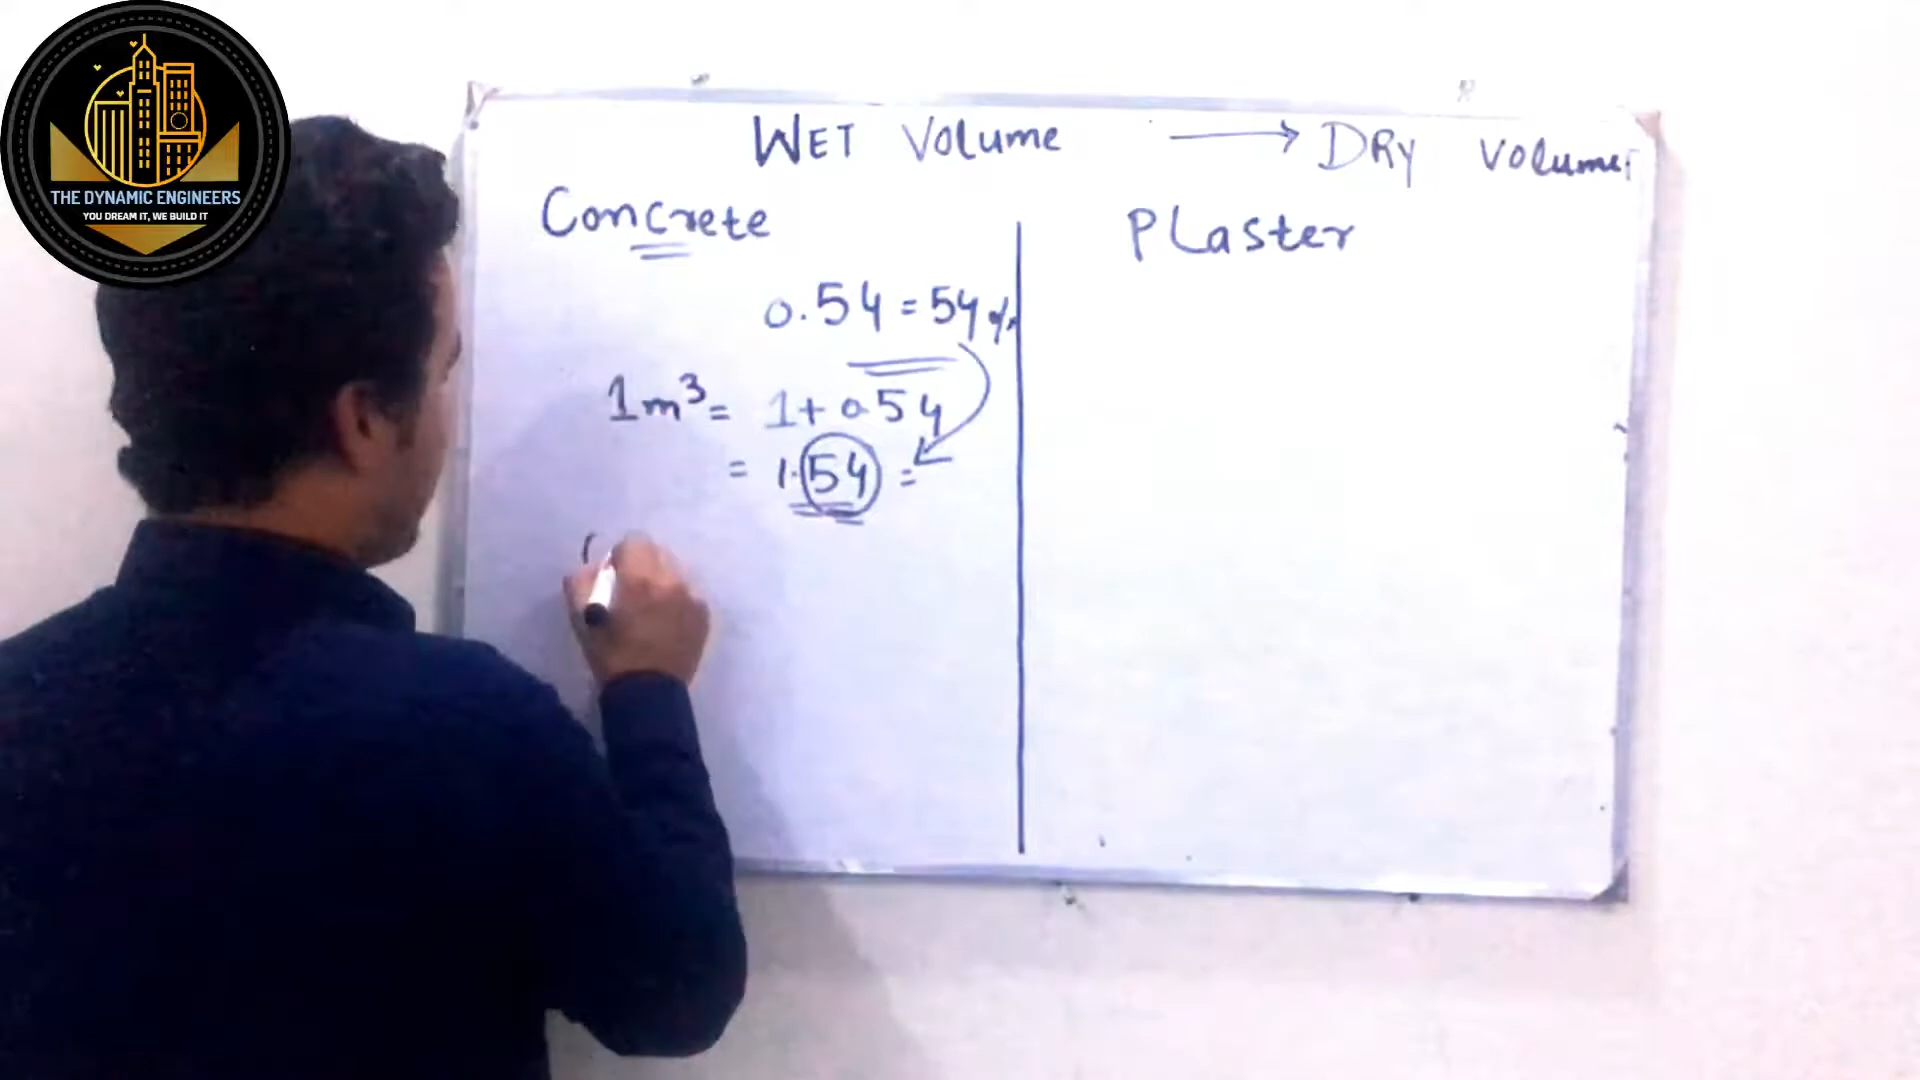 THE DYNAMIC ENGINEERS
YOU DREAM IT, WE BUILD IT
WET Volume → DRY Volume
Concrete
0.54 = 54 %
1m³ = 1 + 0.54
= 1.54 =
(
PLaster